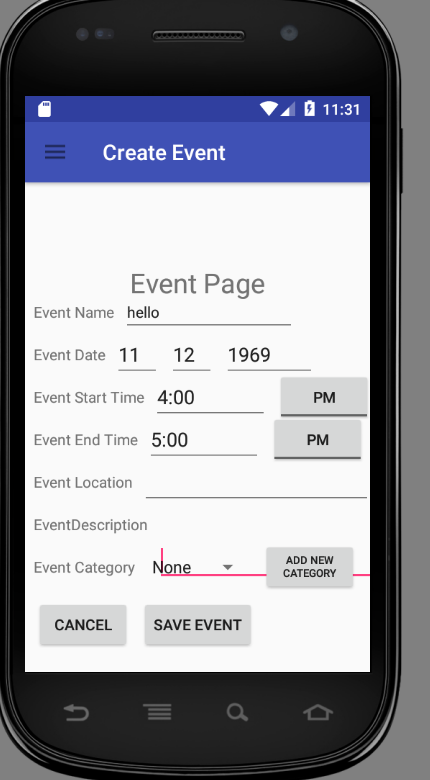 11:31
Create Event
Event Page
Event Name hello
Event Date 11 12 1969
Event Start Time 4:00 PM
Event End Time 5:00 PM
Event Location
EventDescription
Event Category None ADD NEW
CATEGORY
CANCEL SAVE EVENT